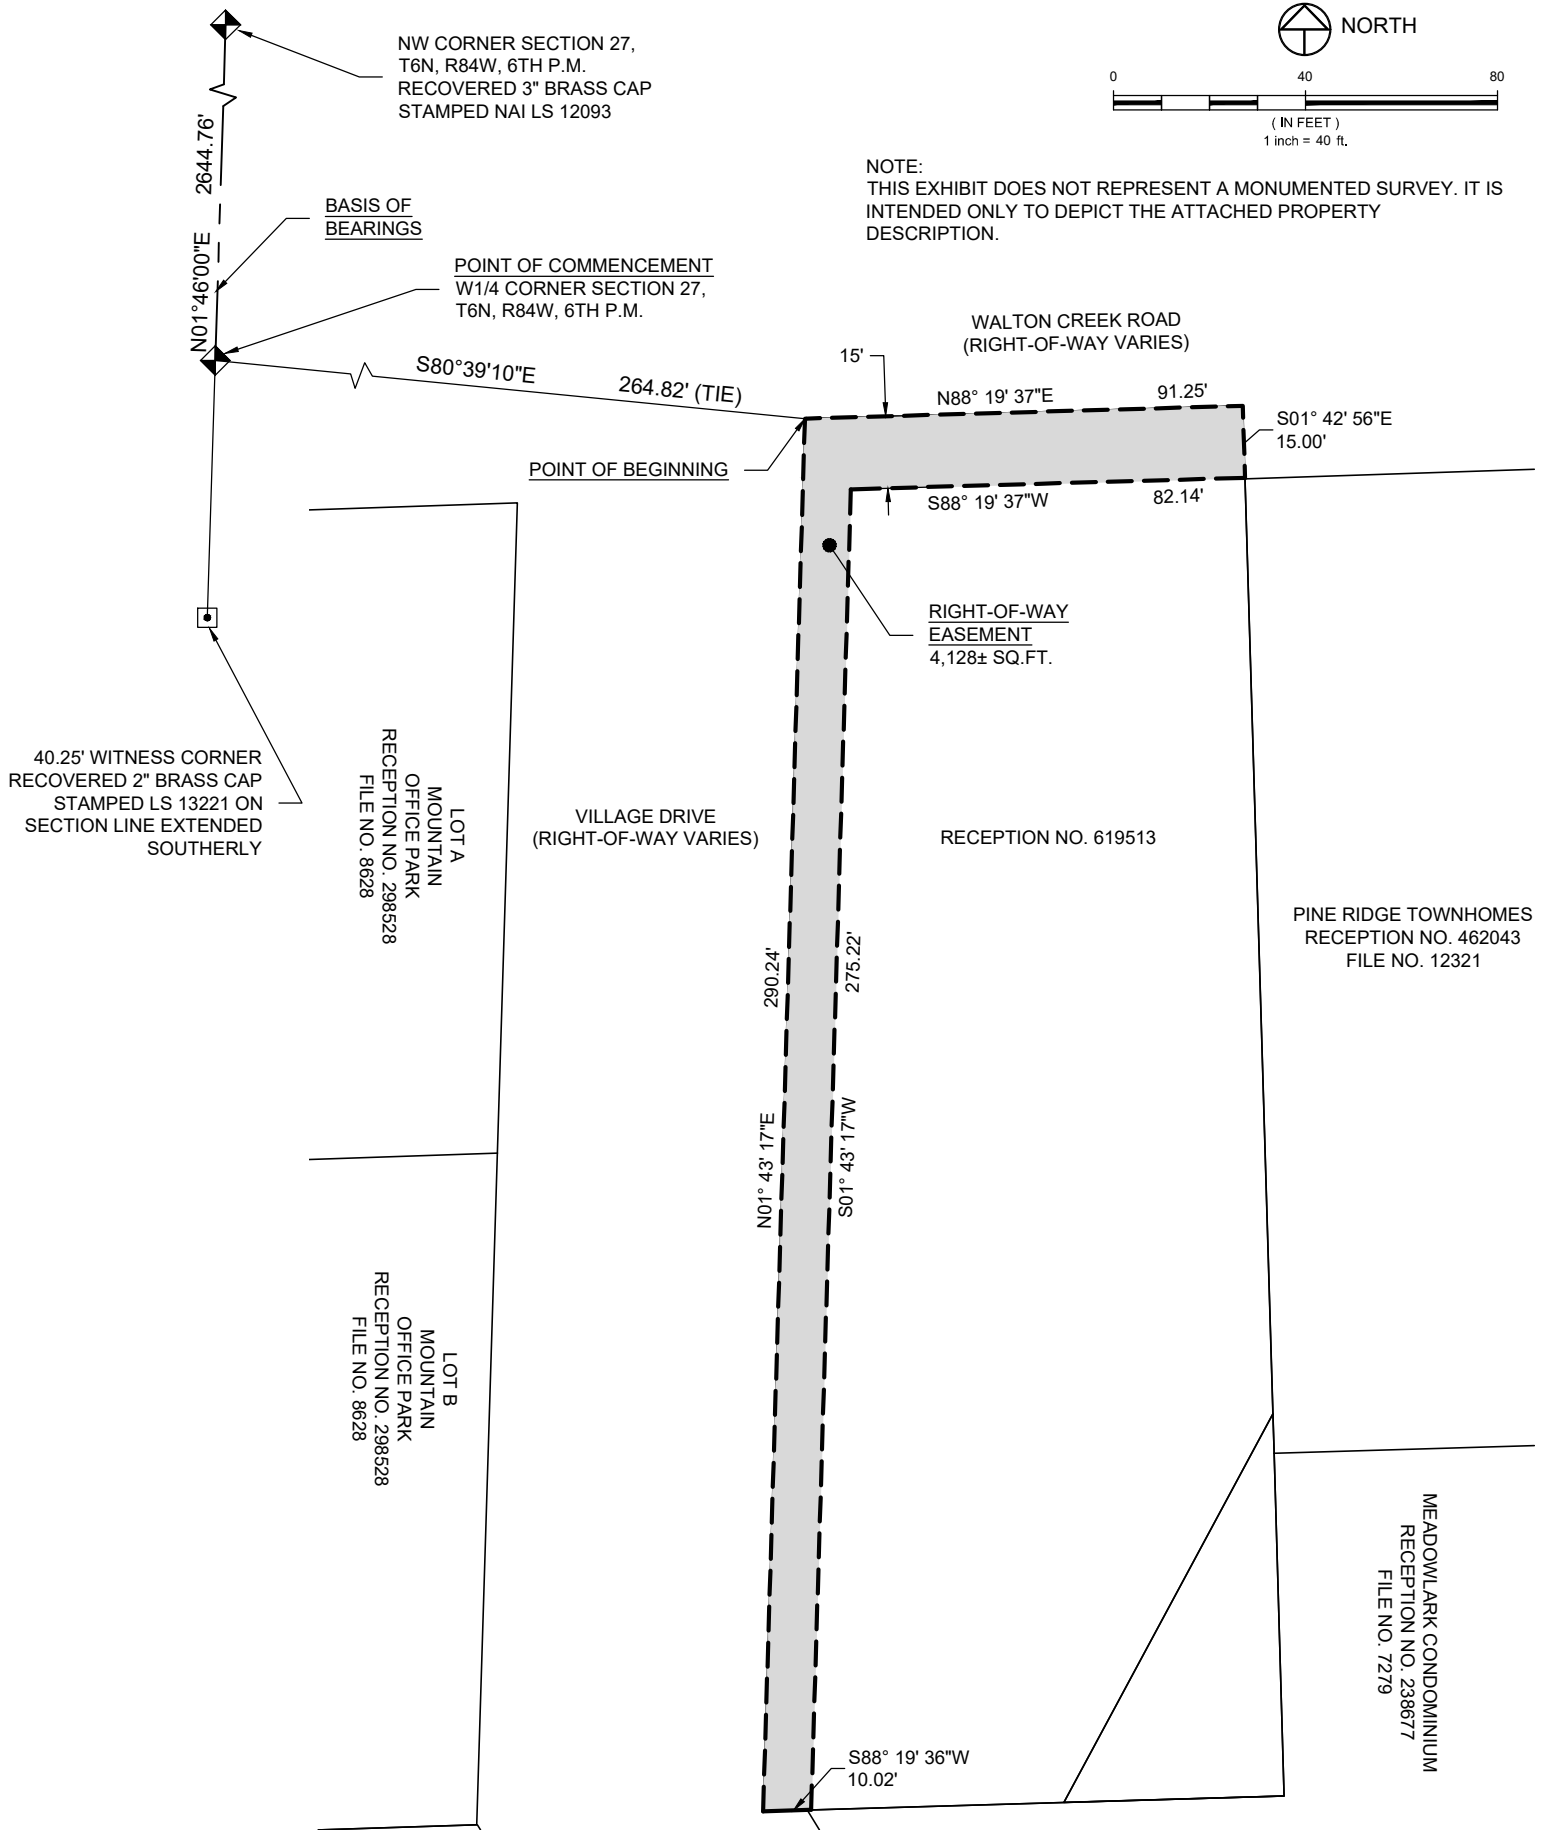 NW CORNER SECTION 27,
T6N, R84W, 6TH P.M.
RECOVERED 3" BRASS CAP
STAMPED NAI LS 12093
NORTH
0 40 80
( IN FEET )
1 inch = 40 ft.
NOTE:
THIS EXHIBIT DOES NOT REPRESENT A MONUMENTED SURVEY. IT IS
INTENDED ONLY TO DEPICT THE ATTACHED PROPERTY
DESCRIPTION.
N01°46'00"E 2644.76'
BASIS OF
BEARINGS
POINT OF COMMENCEMENT
W1/4 CORNER SECTION 27,
T6N, R84W, 6TH P.M.
WALTON CREEK ROAD
(RIGHT-OF-WAY VARIES)
S80°39'10"E 264.82' (TIE)
15'
N88° 19' 37"E 91.25'
S01° 42' 56"E
15.00'
POINT OF BEGINNING
S88° 19' 37"W 82.14'
RIGHT-OF-WAY
EASEMENT
4,128± SQ.FT.
40.25' WITNESS CORNER
RECOVERED 2" BRASS CAP
STAMPED LS 13221 ON
SECTION LINE EXTENDED
SOUTHERLY
LOT A
MOUNTAIN
OFFICE PARK
RECEPTION NO. 298528
FILE NO. 8628
VILLAGE DRIVE
(RIGHT-OF-WAY VARIES)
RECEPTION NO. 619513
PINE RIDGE TOWNHOMES
RECEPTION NO. 462043
FILE NO. 12321
N01° 43' 17"E 290.24'
S01° 43' 17"W 275.22'
LOT B
MOUNTAIN
OFFICE PARK
RECEPTION NO. 298528
FILE NO. 8628
MEADOWLARK CONDOMINIUM
RECEPTION NO. 238677
FILE NO. 7279
S88° 19' 36"W
10.02'